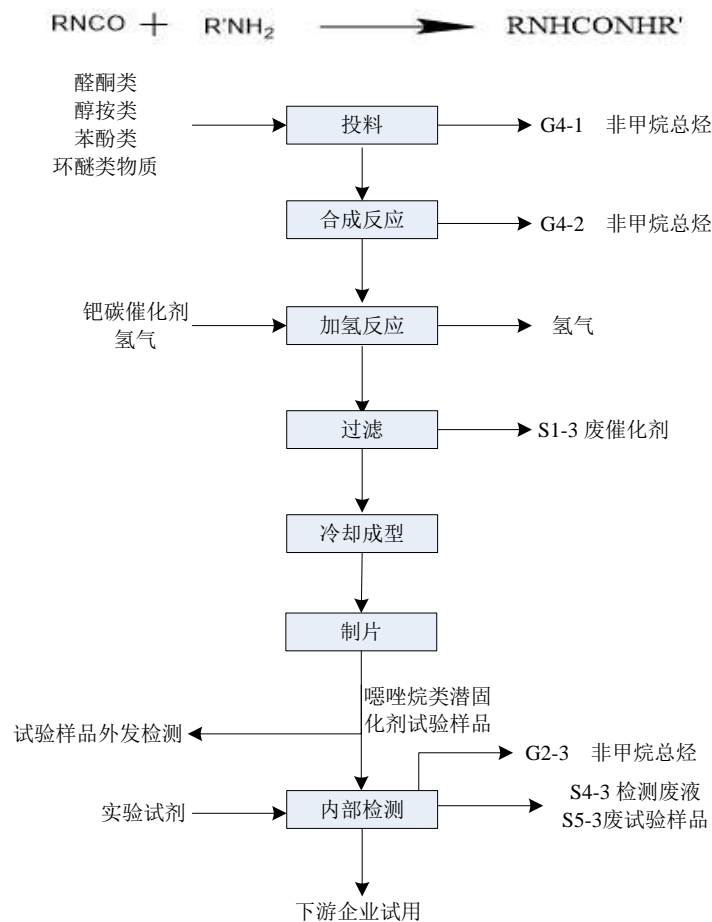 RNCO + R'NH2 RNHCONHR'
醛酮类
醇按类
苯酚类
环醚类物质
投料
G4-1 非甲烷总烃
合成反应
G4-2 非甲烷总烃
钯碳催化剂
氢气
加氢反应
氢气
过滤
S1-3 废催化剂
冷却成型
制片
噁唑烷类潜固
化剂试验样品
试验样品外发检测
G2-3 非甲烷总烃
实验试剂
内部检测
S4-3 检测废液
S5-3废试验样品
下游企业试用